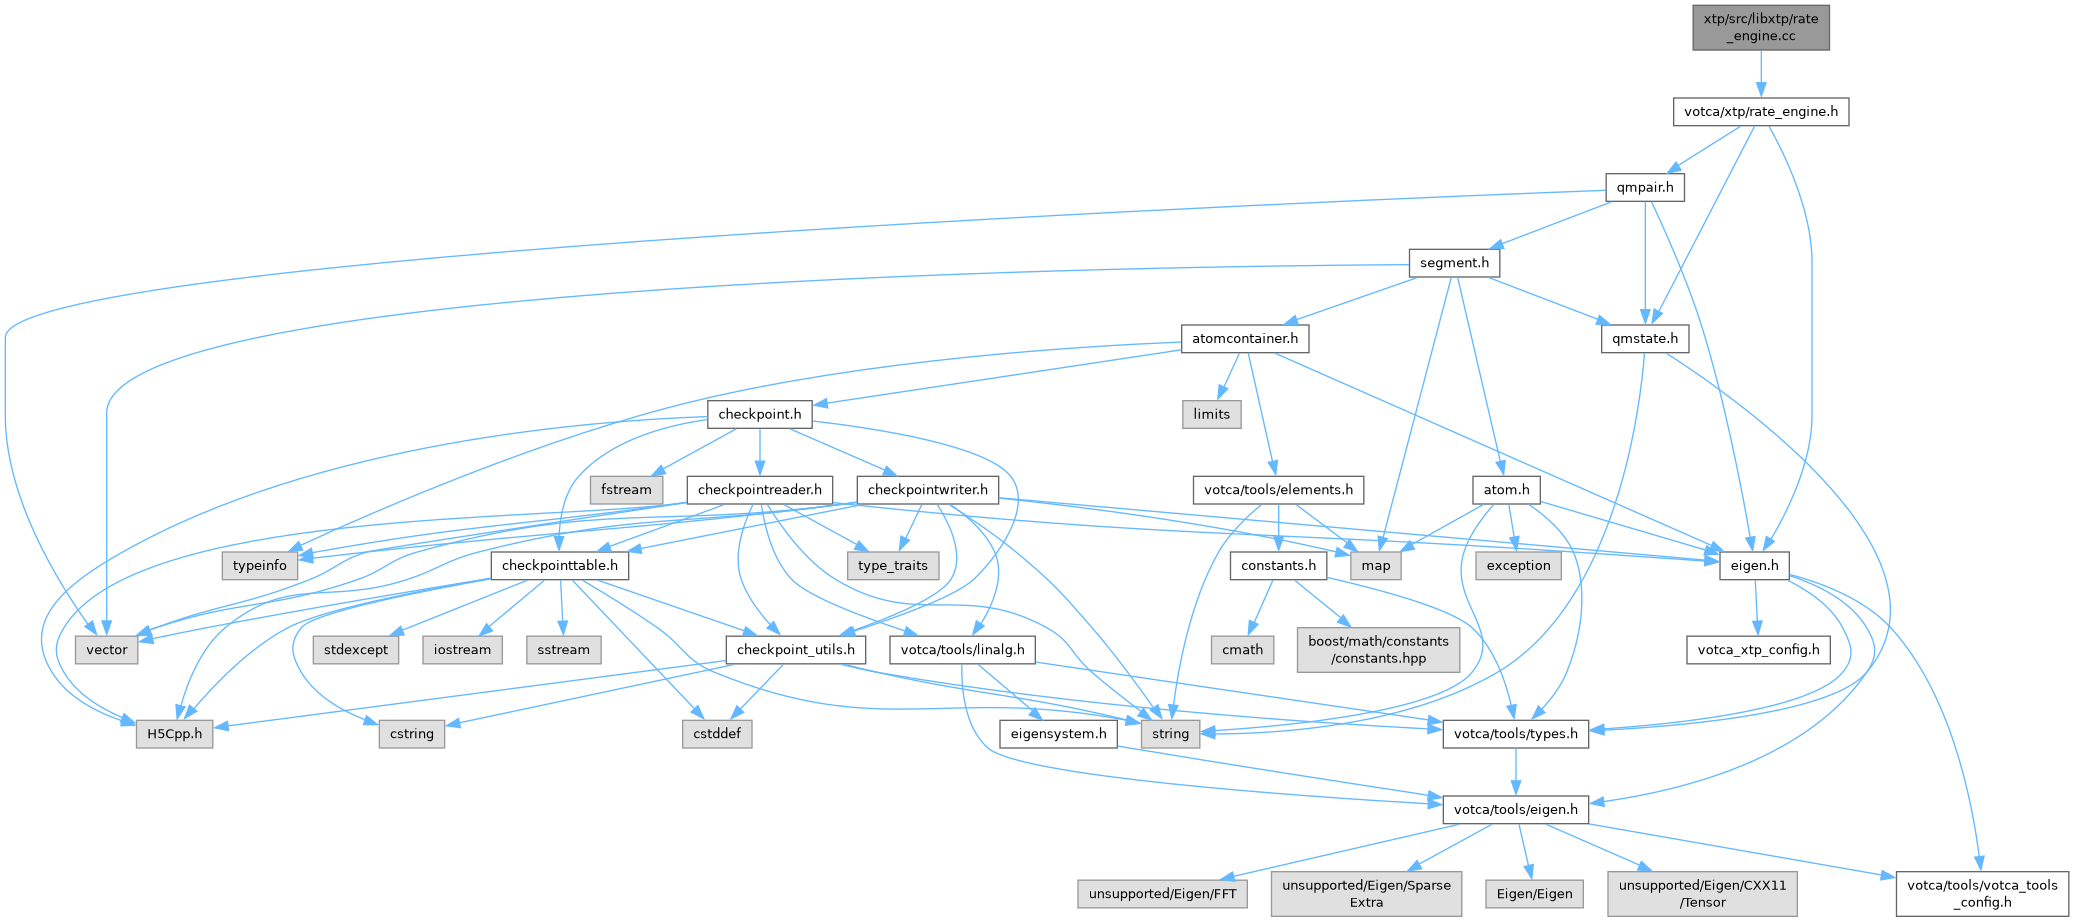 xtp/src/libxtp/rate
_engine.cc
votca/xtp/rate_engine.h
qmpair.h
segment.h
atomcontainer.h
qmstate.h
checkpoint.h
limits
fstream
checkpointreader.h
checkpointwriter.h
votca/tools/elements.h
atom.h
typeinfo
checkpointtable.h
type_traits
constants.h
map
exception
eigen.h
vector
stdexcept
iostream
sstream
checkpoint_utils.h
votca/tools/linalg.h
cmath
boost/math/constants
/constants.hpp
votca_xtp_config.h
H5Cpp.h
cstring
cstddef
eigensystem.h
string
votca/tools/types.h
votca/tools/eigen.h
unsupported/Eigen/FFT
unsupported/Eigen/Sparse
Extra
Eigen/Eigen
unsupported/Eigen/CXX11
/Tensor
votca/tools/votca_tools
_config.h